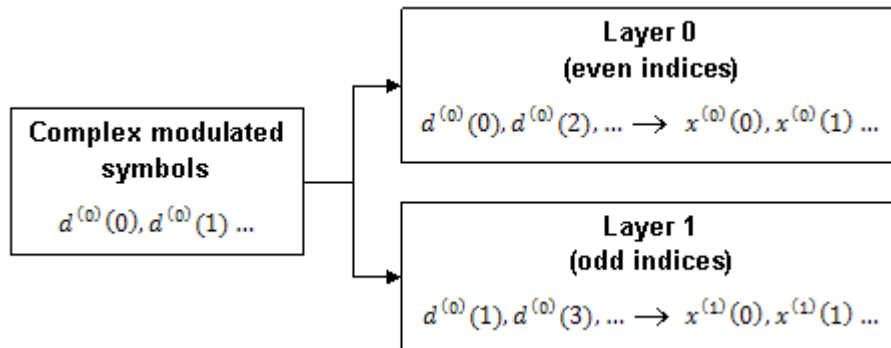 Complex modulated
symbols
d⁽⁰⁾(0), d⁽⁰⁾(1) ...
Layer 0
(even indices)
d⁽⁰⁾(0), d⁽⁰⁾(2), ... → x⁽⁰⁾(0), x⁽⁰⁾(1) ...
Layer 1
(odd indices)
d⁽⁰⁾(1), d⁽⁰⁾(3), ... → x⁽¹⁾(0), x⁽¹⁾(1) ...